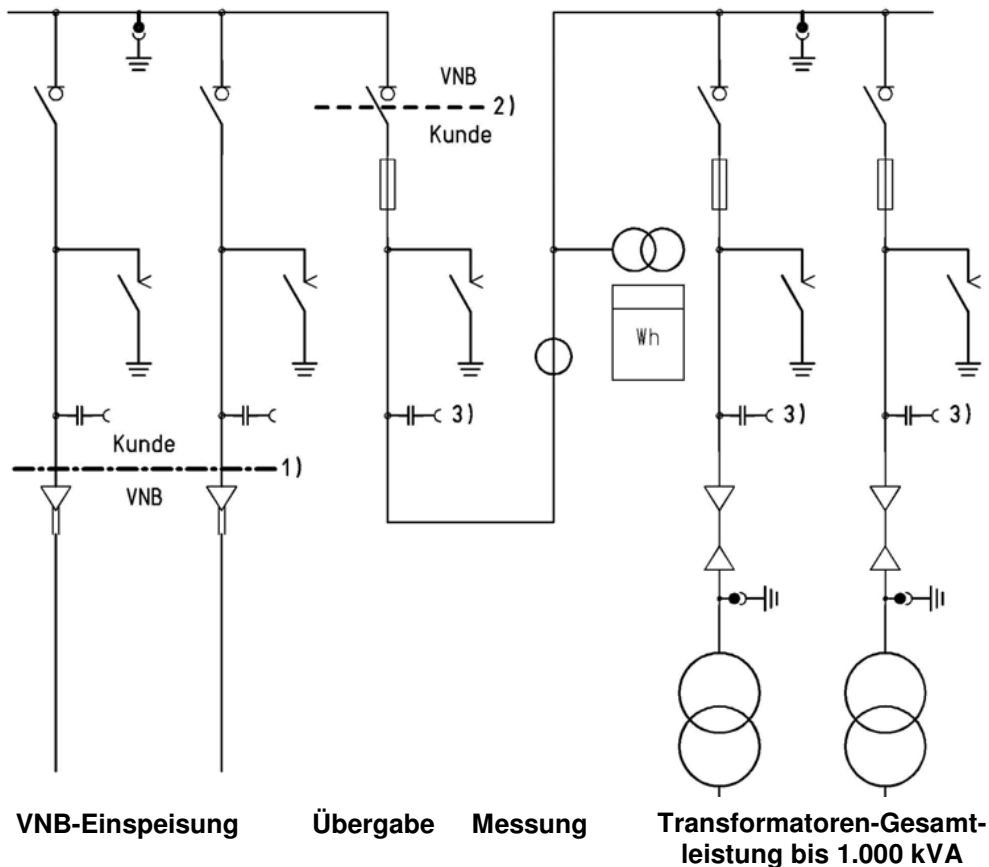 VNB
2)
Kunde
Wh
3)
3)
3)
Kunde
1)
VNB
VNB-Einspeisung
Übergabe
Messung
Transformatoren-Gesamt-
leistung bis 1.000 kVA